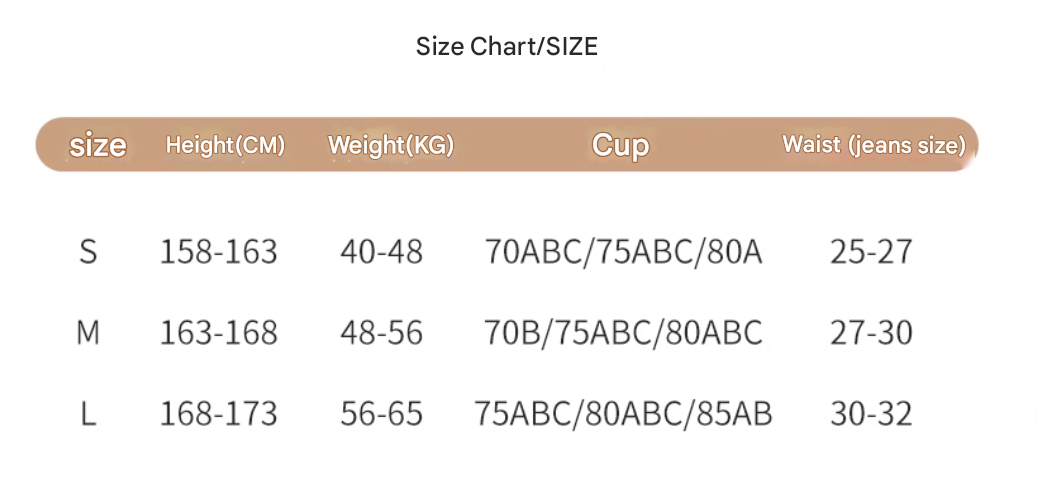 Size Chart/SIZE
size Height(CM) Weight(KG) Cup Waist (jeans size)
S 158-163 40-48 70ABC/75ABC/80A 25-27
M 163-168 48-56 70B/75ABC/80ABC 27-30
L 168-173 56-65 75ABC/80ABC/85AB 30-32